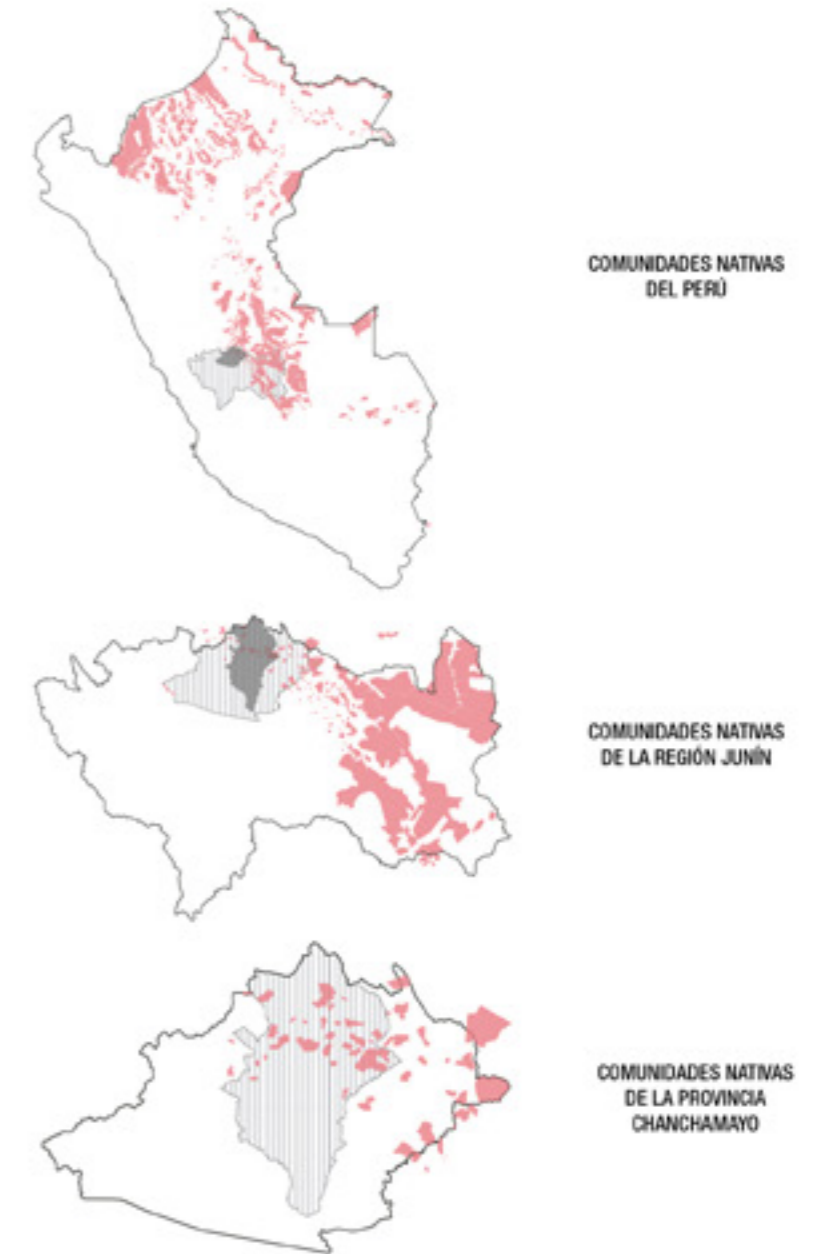 COMUNIDADES NATIVAS
DEL PERÚ
COMUNIDADES NATIVAS
DE LA REGIÓN JUNÍN
COMUNIDADES NATIVAS
DE LA PROVINCIA
CHANCHAMAYO